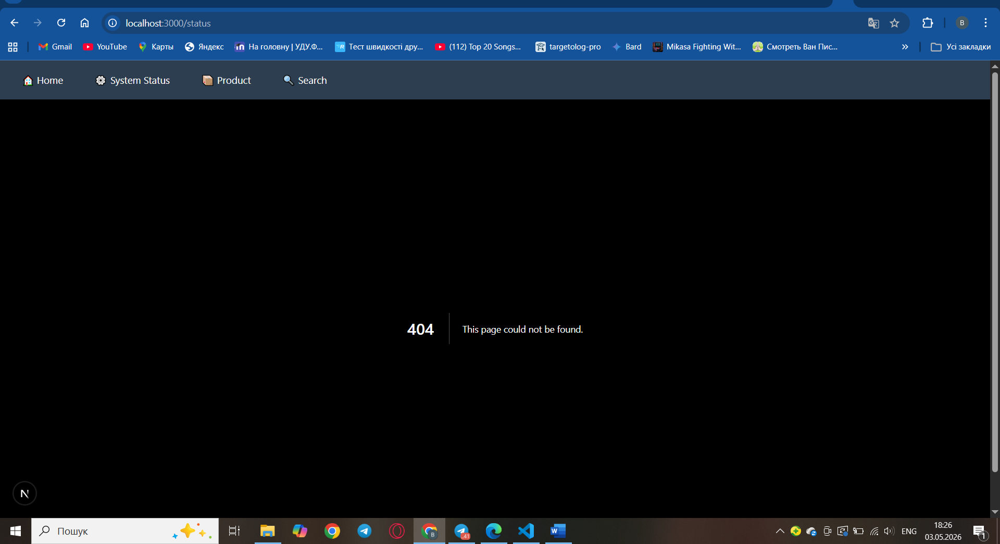 localhost:3000/status
B
Gmail
YouTube
Карты
Яндекс
На головну | УДУ.Ф...
Тест швидкості дру...
(112) Top 20 Songs...
targetolog-pro
Bard
Mikasa Fighting Wit...
Смотреть Ван Пис...
»
Усі закладки
Home
System Status
Product
Search
404
This page could not be found.
N
Пошук
B
41
W
ENG
18:26
03.05.2026
1